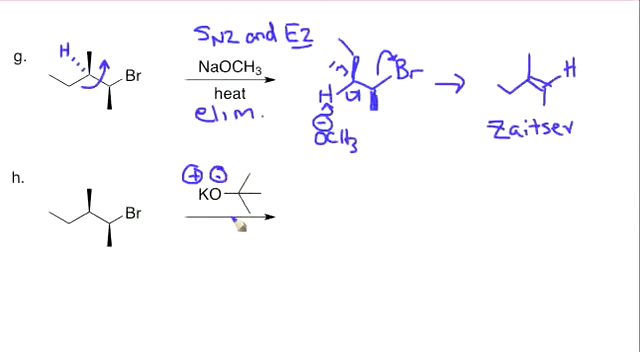 SN2 and E2
g.
H
Br
NaOCH3
heat
elim.
Br
H
⊖
OCH3
H
Zaitsev
h.
⊕ ⊖
KO
Br